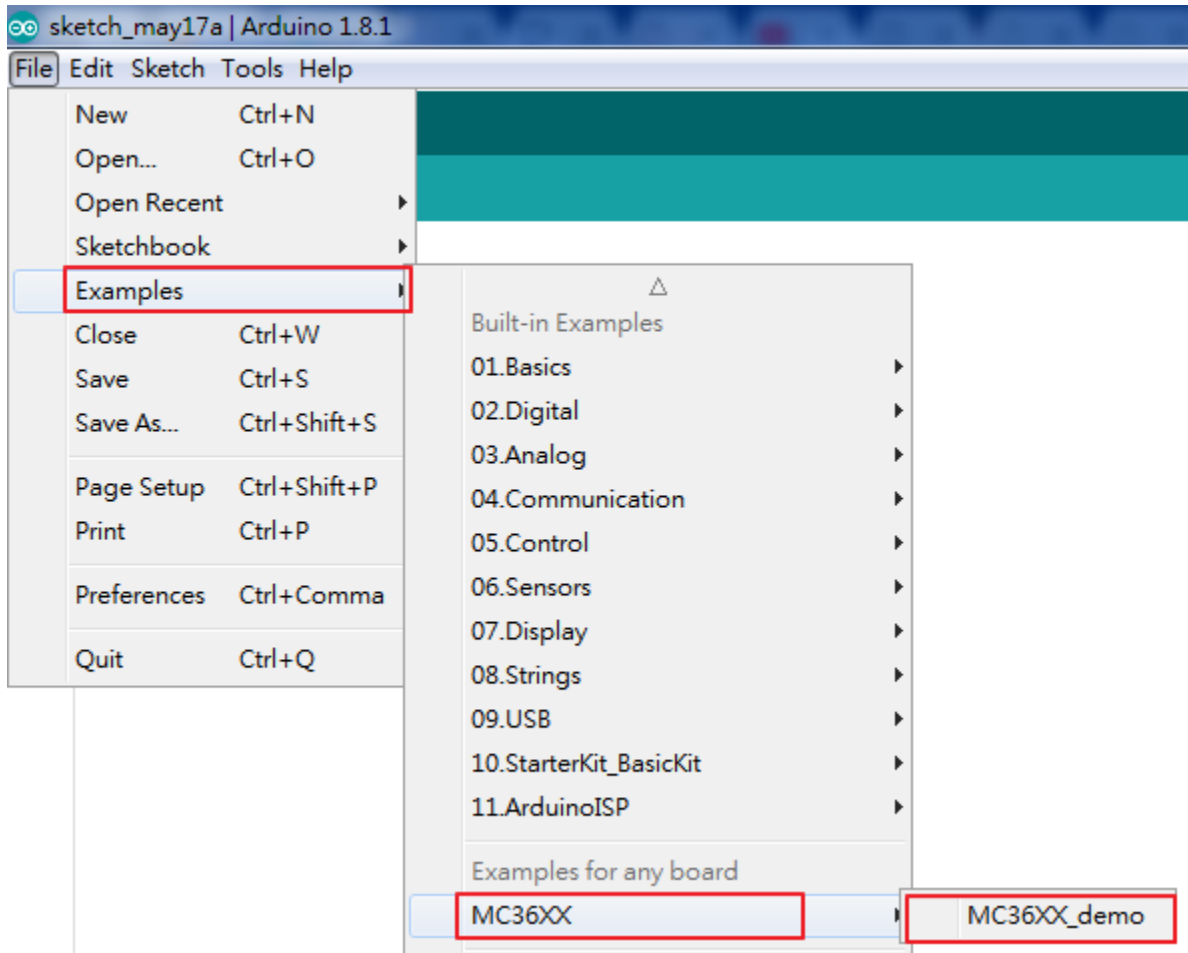 sketch_may17a | Arduino 1.8.1
File Edit Sketch Tools Help
New Ctrl+N
Open... Ctrl+O
Open Recent
Sketchbook
Examples
Close Ctrl+W
Save Ctrl+S
Save As... Ctrl+Shift+S
Page Setup Ctrl+Shift+P
Print Ctrl+P
Preferences Ctrl+Comma
Quit Ctrl+Q
Built-in Examples
01.Basics
02.Digital
03.Analog
04.Communication
05.Control
06.Sensors
07.Display
08.Strings
09.USB
10.StarterKit_BasicKit
11.ArduinoISP
Examples for any board
MC36XX
MC36XX_demo